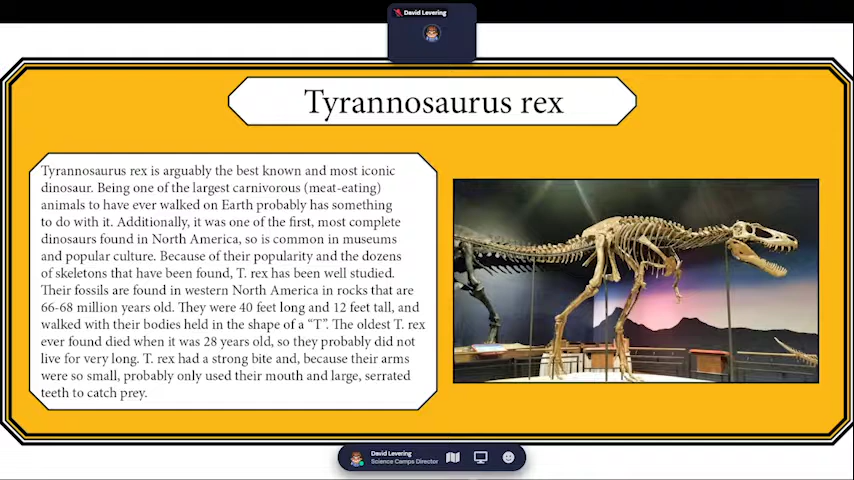 David Levering
Tyrannosaurus rex
Tyrannosaurus rex is arguably the best known and most iconic
dinosaur. Being one of the largest carnivorous (meat-eating)
animals to have ever walked on Earth probably has something
to do with it. Additionally, it was one of the first, most complete
dinosaurs found in North America, so is common in museums
and popular culture. Because of their popularity and the dozens
of skeletons that have been found, T. rex has been well studied.
Their fossils are found in western North America in rocks that are
66-68 million years old. They were 40 feet long and 12 feet tall, and
walked with their bodies held in the shape of a “T”. The oldest T. rex
ever found died when it was 28 years old, so they probably did not
live for very long. T. rex had a strong bite and, because their arms
were so small, probably only used their mouth and large, serrated
teeth to catch prey.
David Levering
Science Camps Director